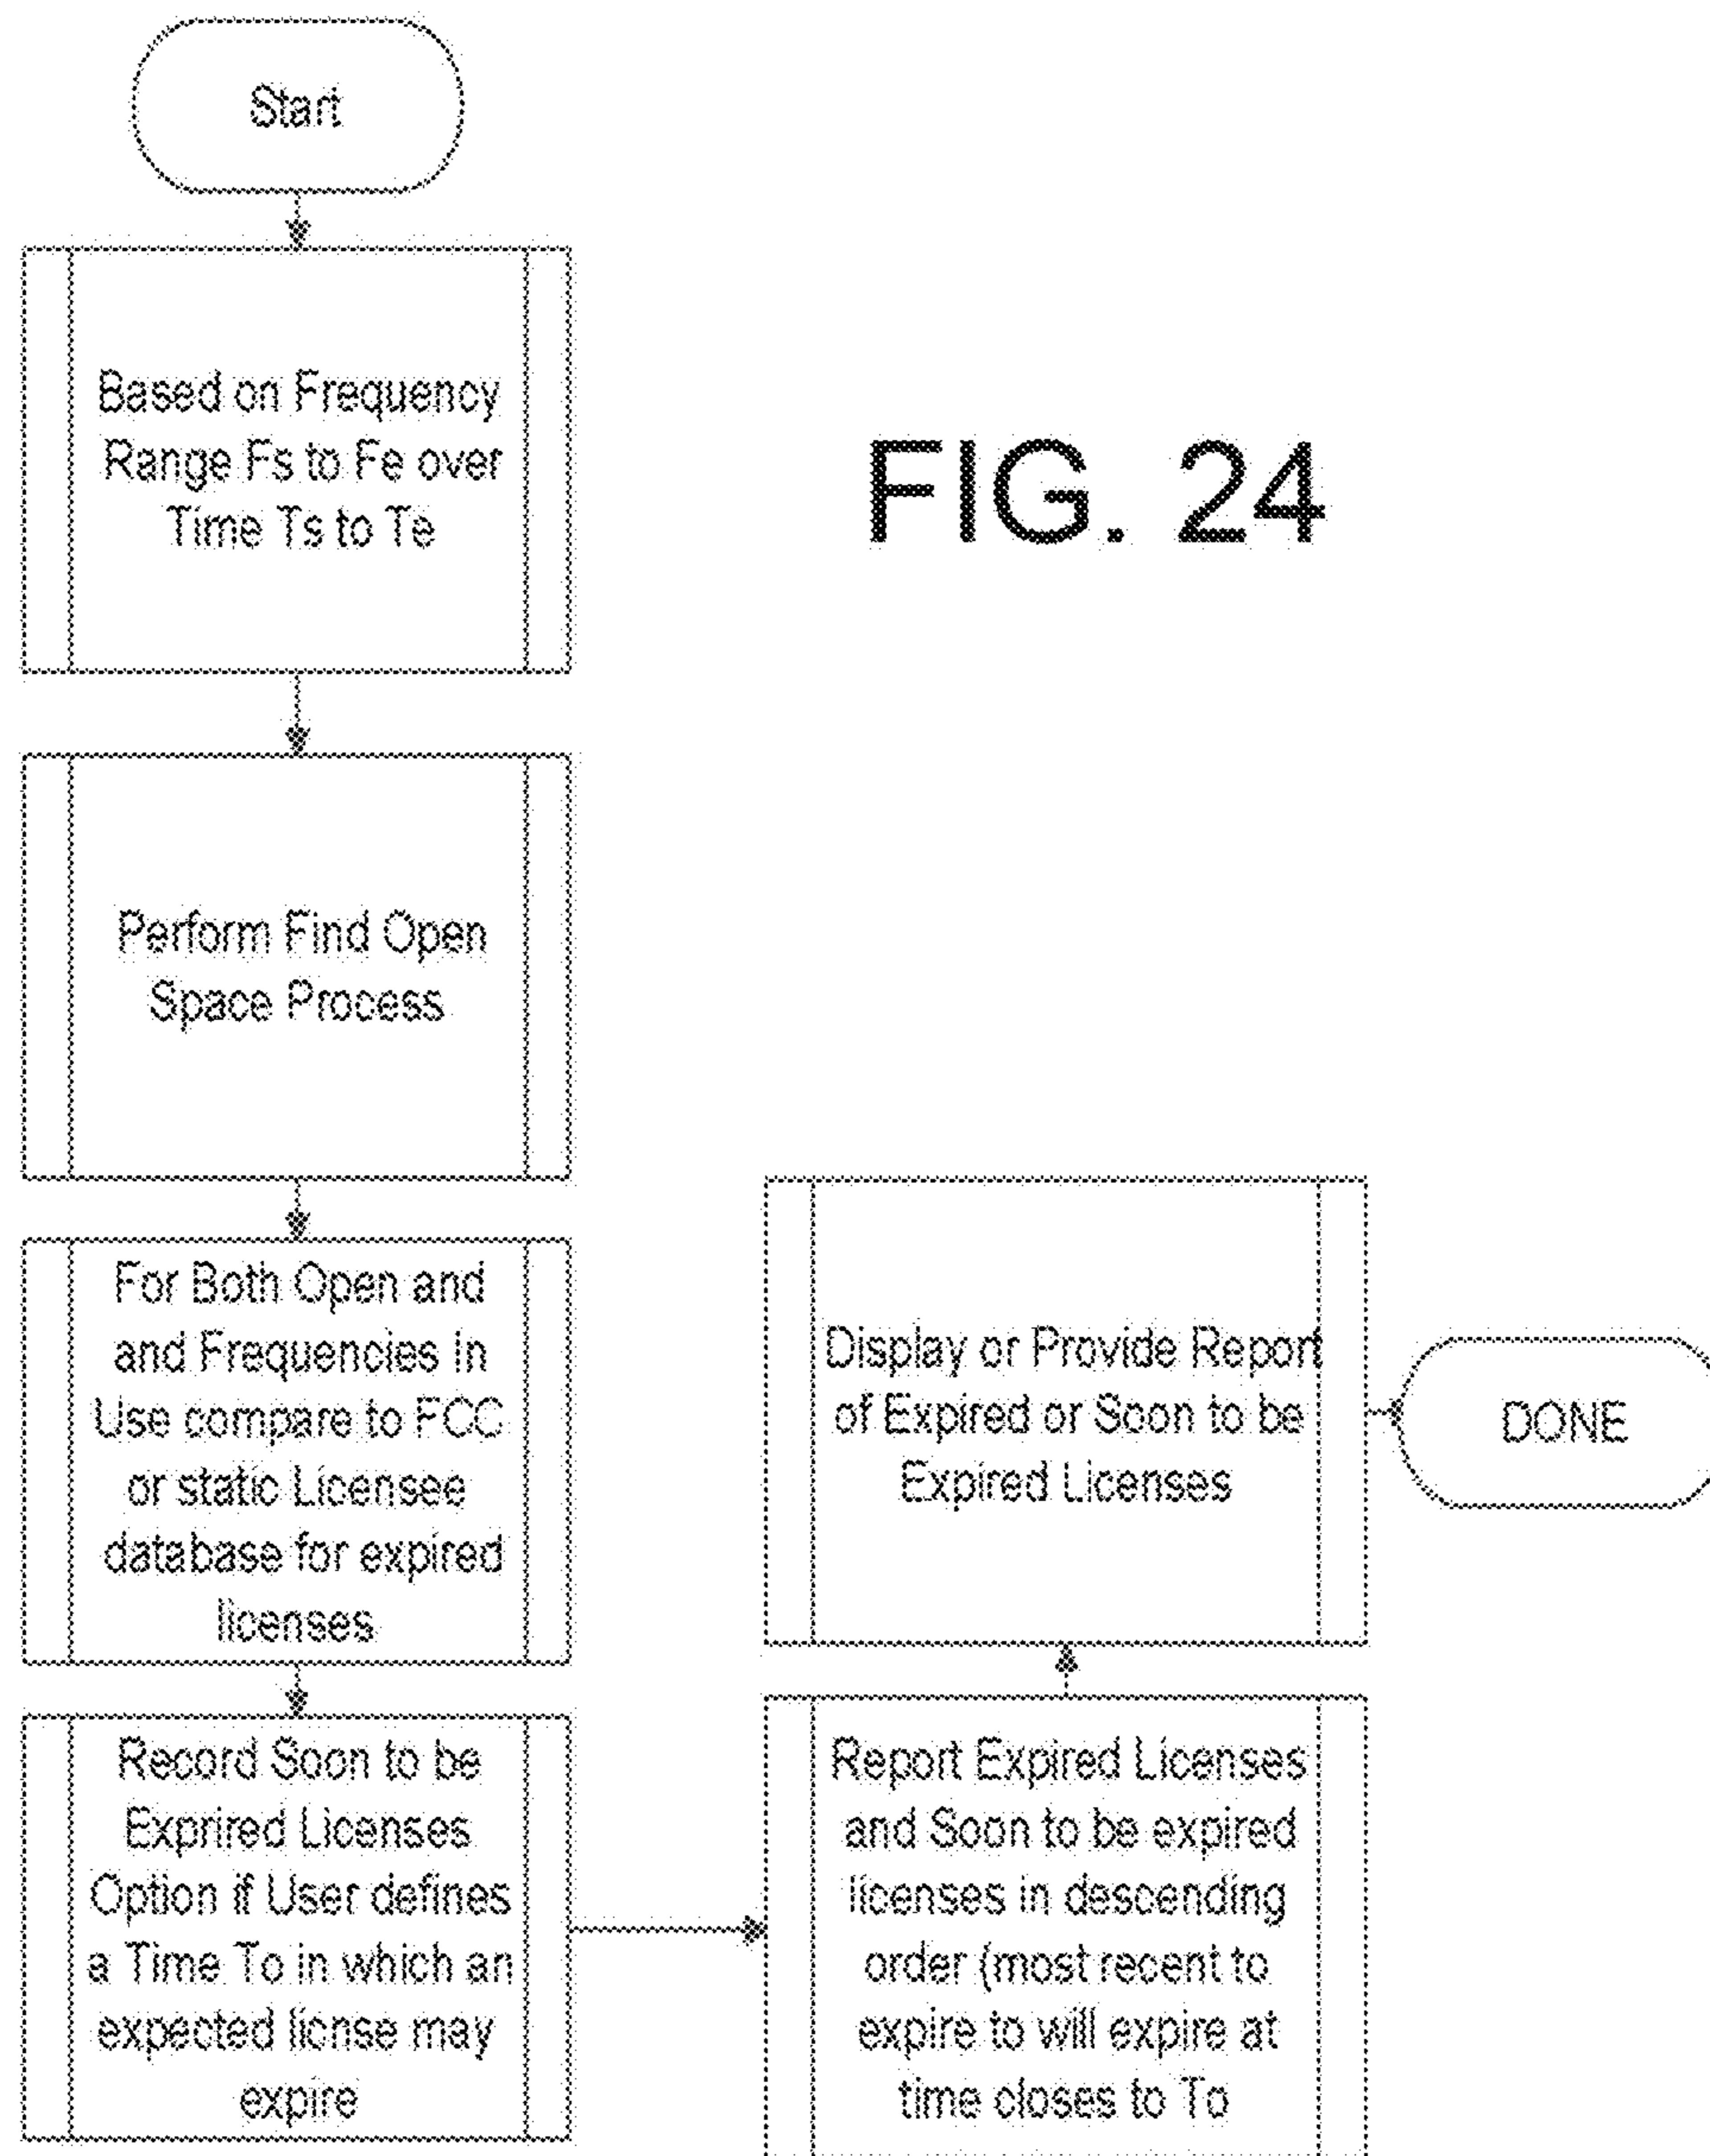 Start
Based on Frequency
Range Fs to Fe over
Time Ts to Te
FIG. 24
Perform Find Open
Space Process
For Both Open and
and Frequencies In
Use compare to FCC
or static Licensee
database for expired
licenses
Record Soon to be
Exprired Licenses
Option if User defines
a Time To in which an
expected licnse may
expire
Report Expired Licenses
and Soon to be expired
licenses in descending
order (most recent to
expire to will expire at
time closes to To
Display or Provide Report
of Expired or Soon to be
Expired Licenses
DONE